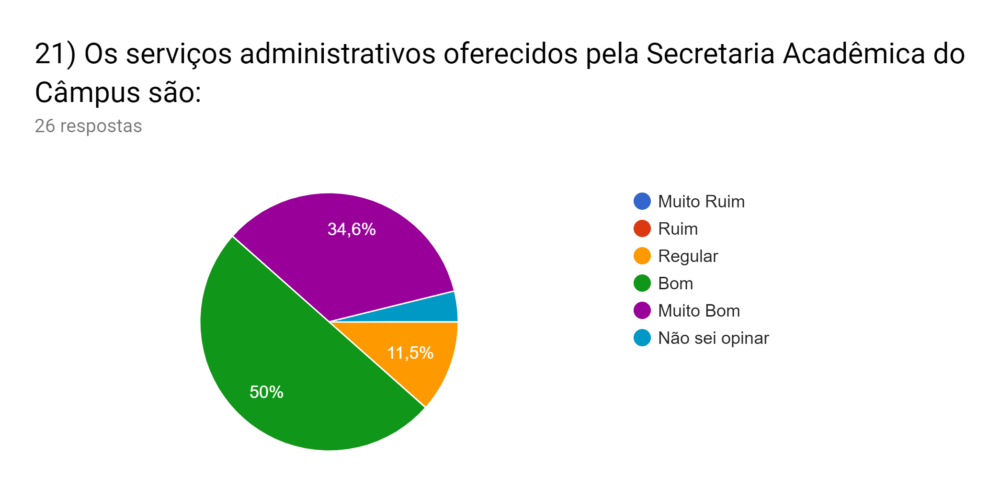 21) Os serviços administrativos oferecidos pela Secretaria Acadêmica do
Câmpus são:
26 respostas
34,6%
11,5%
50%
Muito Ruim
Ruim
Regular
Bom
Muito Bom
Não sei opinar